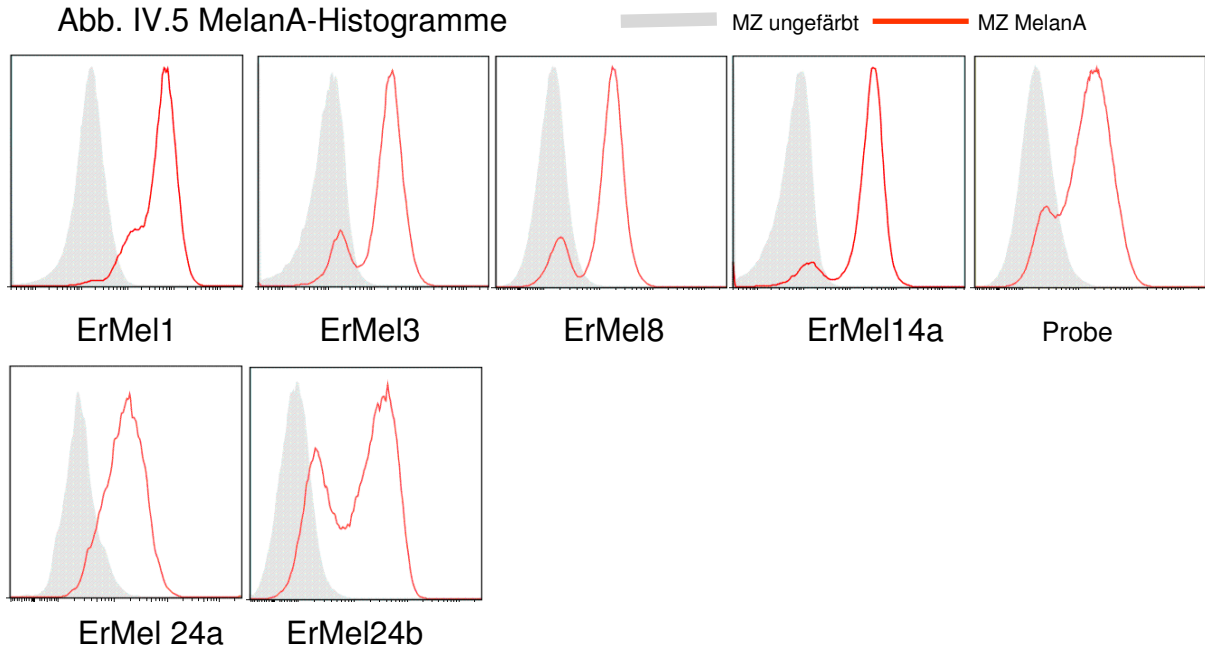 Abb. IV.5 MelanA-Histogramme
MZ ungefärbt
MZ MelanA
ErMel1
ErMel3
ErMel8
ErMel14a
Probe
ErMel 24a
ErMel24b